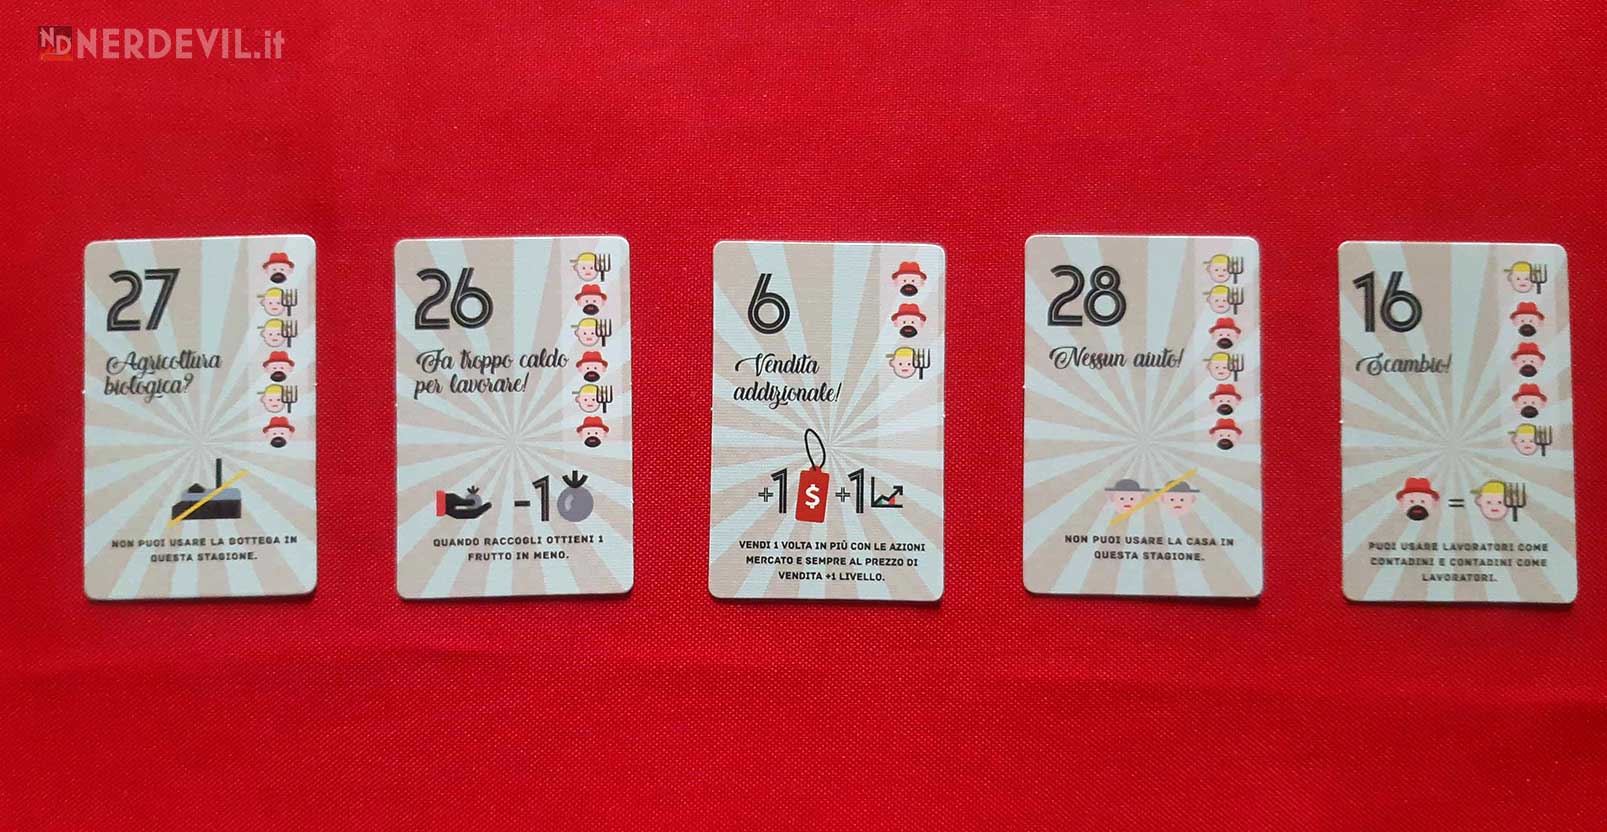 ND NERDEVIL.it
27
Agricoltura
biologica?
NON PUOI USARE LA BOTTEGA IN
QUESTA STAGIONE.
26
Fa troppo caldo
per lavorare!
-1
QUANDO RACCOGLI OTTIENI 1
FRUTTO IN MENO.
6
Vendita
addizionale!
+1 $ +1
VENDI 1 VOLTA IN PIÙ CON LE AZIONI
MERCATO E SEMPRE AL PREZZO DI
VENDITA +1 LIVELLO.
28
Nessun aiuto!
NON PUOI USARE LA CASA IN
QUESTA STAGIONE.
16
Scambio!
=
PUOI USARE LAVORATORI COME
CONTADINI E CONTADINI COME
LAVORATORI.